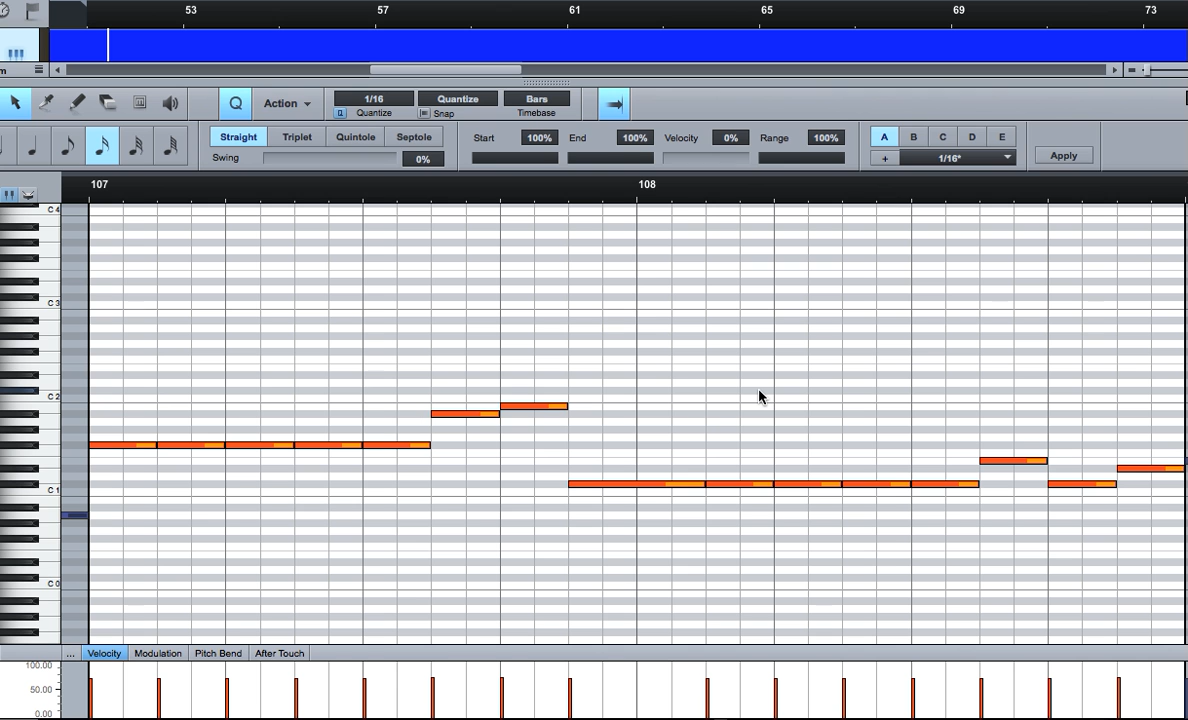 53 57 61 65 69 73
m
Q Action 1/16 Quantize Bars
Q Quantize Snap Timebase
Straight Triplet Quintole Septole Start 100% End 100% Velocity 0% Range 100% A B C D E
Swing 0% + 1/16* Apply
107 108
C 4
C 3
C 2
C 1
C 0
... Velocity Modulation Pitch Bend After Touch
100.00
50.00
0.00